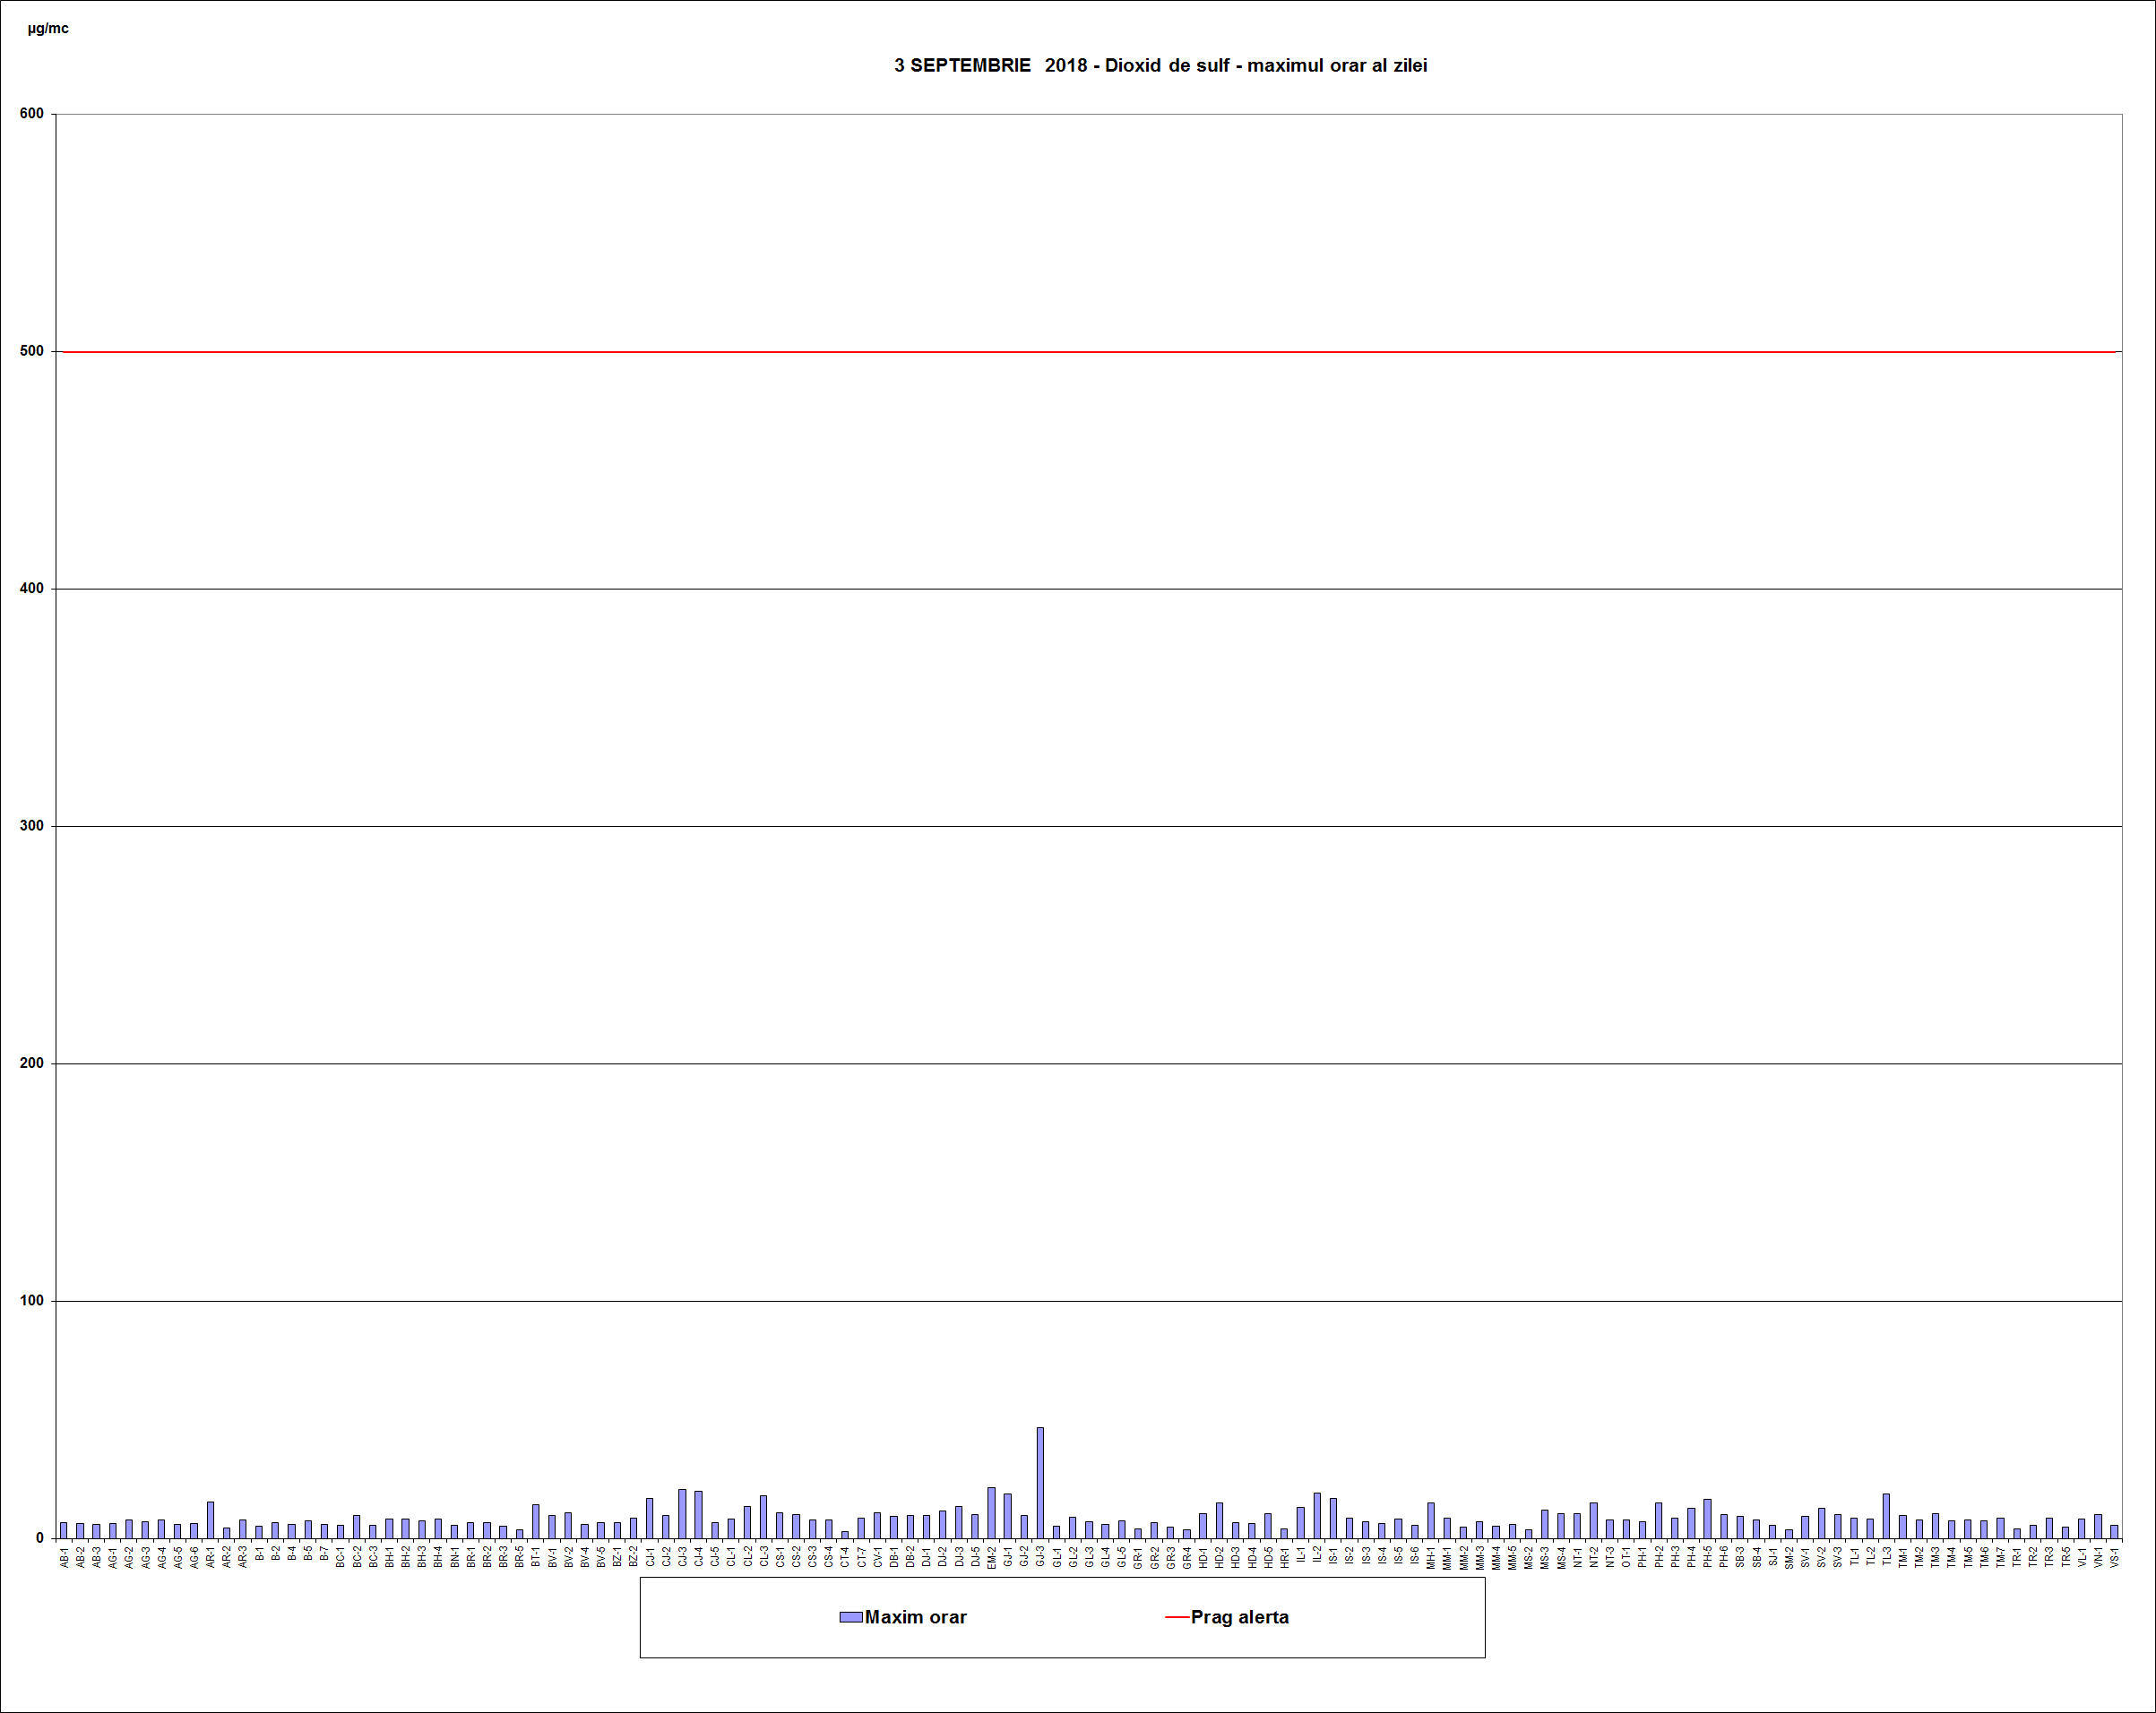 µg/mc
3 SEPTEMBRIE 2018 - Dioxid de sulf - maximul orar al zilei
600
500
400
300
200
100
0
AB-1 AB-2 AB-3 AG-1 AG-2 AG-3 AG-4 AG-5 AG-6 AR-1 AR-2 AR-3 B-1 B-2 B-4 B-5 B-7 BC-1 BC-2 BC-3 BH-1 BH-2 BH-3 BH-4 BN-1 BR-1 BR-2 BR-3 BR-5 BT-1 BV-1 BV-2 BV-4 BV-5 BZ-1 BZ-2 CJ-1 CJ-2 CJ-3 CJ-4 CJ-5 CL-1 CL-2 CL-3 CS-1 CS-2 CS-3 CS-4 CT-4 CT-7 CV-1 DB-1 DB-2 DJ-1 DJ-2 DJ-3 DJ-5 EM-2 GJ-1 GJ-2 GJ-3 GL-1 GL-2 GL-3 GL-4 GL-5 GR-1 GR-2 GR-3 GR-4 HD-1 HD-2 HD-3 HD-4 HD-5 HR-1 IL-1 IL-2 IS-1 IS-2 IS-3 IS-4 IS-5 IS-6 MH-1 MM-1 MM-2 MM-3 MM-4 MM-5 MS-2 MS-3 MS-4 NT-1 NT-2 NT-3 OT-1 PH-1 PH-2 PH-3 PH-4 PH-5 PH-6 SB-3 SB-4 SJ-1 SM-2 SV-1 SV-2 SV-3 TL-1 TL-2 TL-3 TM-1 TM-2 TM-3 TM-4 TM-5 TM-6 TM-7 TR-1 TR-2 TR-3 TR-5 VL-1 VN-1 VS-1
Maxim orar Prag alerta